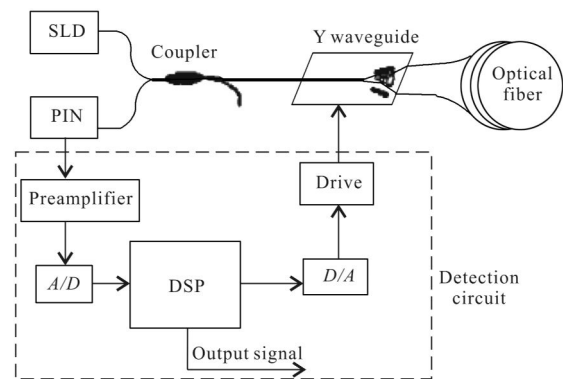 SLD
Coupler
Y waveguide
Optical
fiber
PIN
Preamplifier
Drive
A/D
DSP
D/A
Detection
circuit
Output signal